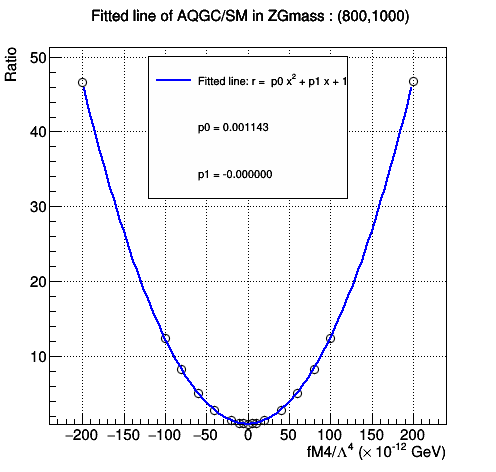 Fitted line of AQGC/SM in ZGmass : (800,1000)
Ratio
50
40
30
20
10
Fitted line: r = p0 x² + p1 x + 1
p0 = 0.001143
p1 = -0.000000
−200 −150 −100 −50 0 50 100 150 200
fM4/Λ⁴ (× 10⁻¹² GeV)